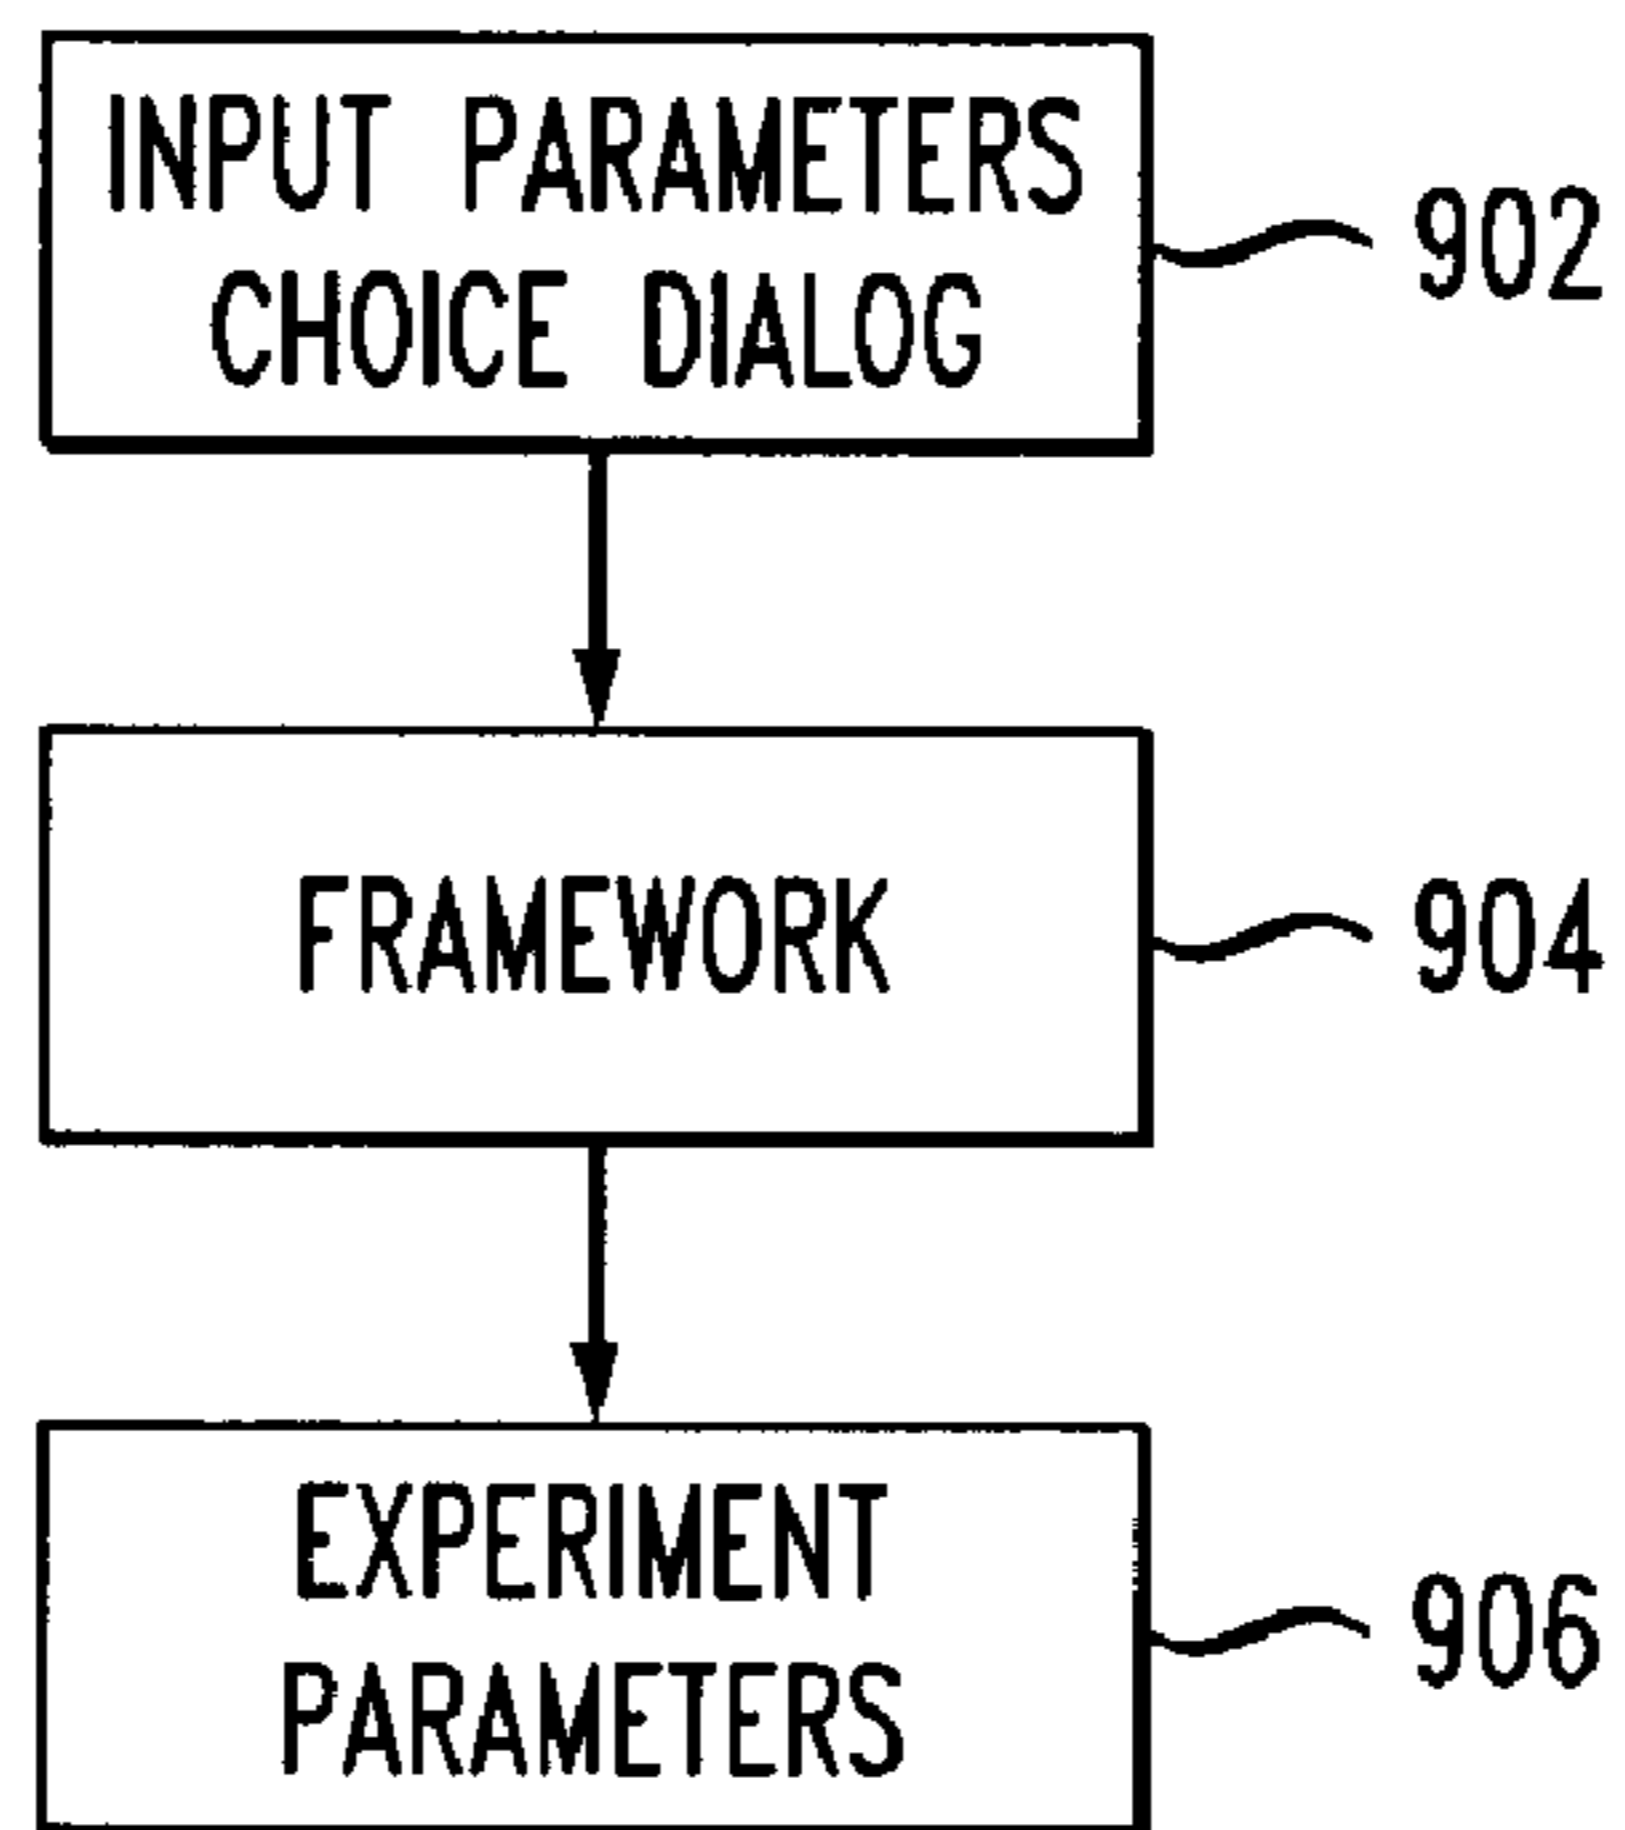 INPUT PARAMETERS
CHOICE DIALOG
902
FRAMEWORK
904
EXPERIMENT
PARAMETERS
906